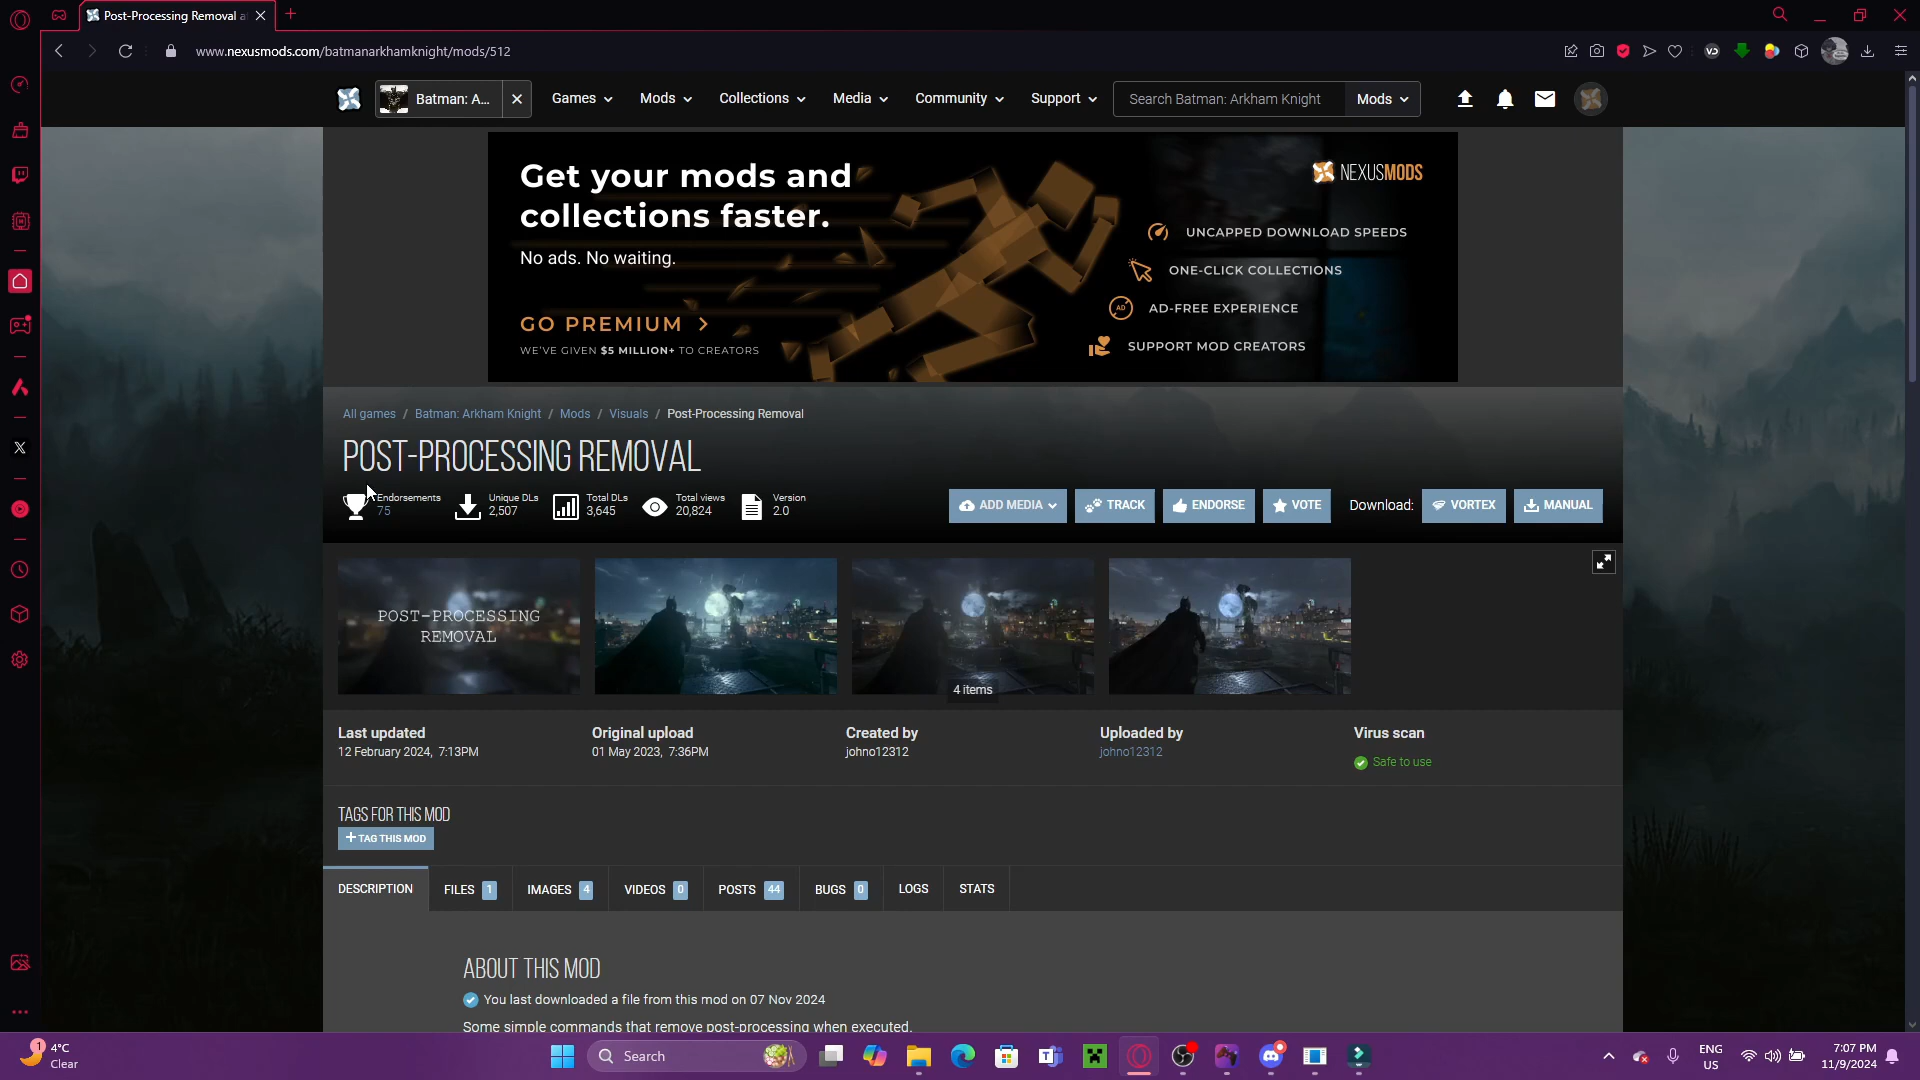 Post-Processing Removal a
www.nexusmods.com/batmanarkhamknight/mods/512
Batman: A...
Games
Mods
Collections
Media
Community
Support
Search Batman: Arkham Knight
Mods
Get your mods and
collections faster.
No ads. No waiting.
GO PREMIUM
WE'VE GIVEN $5 MILLION+ TO CREATORS
NEXUSMODS
UNCAPPED DOWNLOAD SPEEDS
ONE-CLICK COLLECTIONS
AD
AD-FREE EXPERIENCE
SUPPORT MOD CREATORS
All games / Batman: Arkham Knight / Mods / Visuals / Post-Processing Removal
POST-PROCESSING REMOVAL
Endorsements
75
Unique DLs
2,507
Total DLs
3,645
Total views
20,824
Version
2.0
ADD MEDIA
TRACK
ENDORSE
VOTE
Download:
VORTEX
MANUAL
POST-PROCESSING
REMOVAL
4 items
Last updated
12 February 2024, 7:13PM
Original upload
01 May 2023, 7:36PM
Created by
johno12312
Uploaded by
johno12312
Virus scan
Safe to use
TAGS FOR THIS MOD
+ TAG THIS MOD
DESCRIPTION
FILES 1
IMAGES 4
VIDEOS 0
POSTS 44
BUGS 0
LOGS
STATS
ABOUT THIS MOD
You last downloaded a file from this mod on 07 Nov 2024
Some simple commands that remove post-processing when executed.
1
4°C
Clear
Search
ENG
US
7:07 PM
11/9/2024